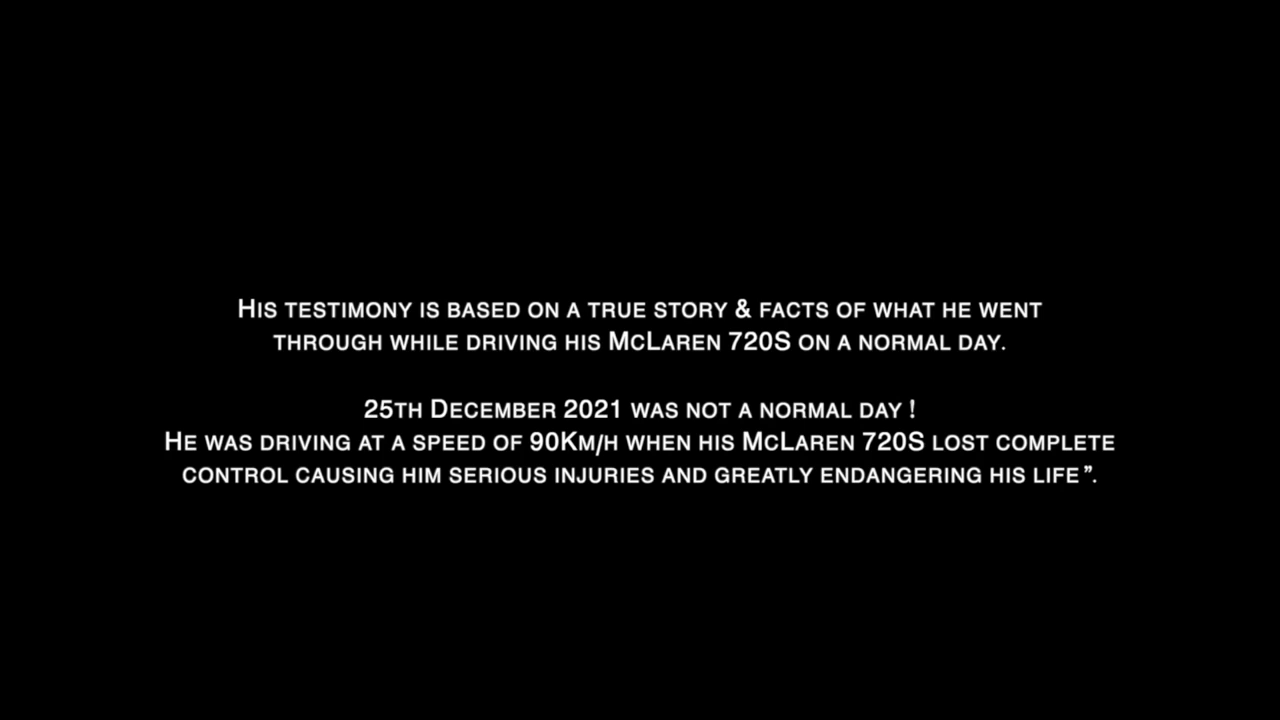 His testimony is based on a true story & facts of what he went
through while driving his McLaren 720S on a normal day.
25th December 2021 was not a normal day !
He was driving at a speed of 90Km/h when his McLaren 720S lost complete
control causing him serious injuries and greatly endangering his life”.